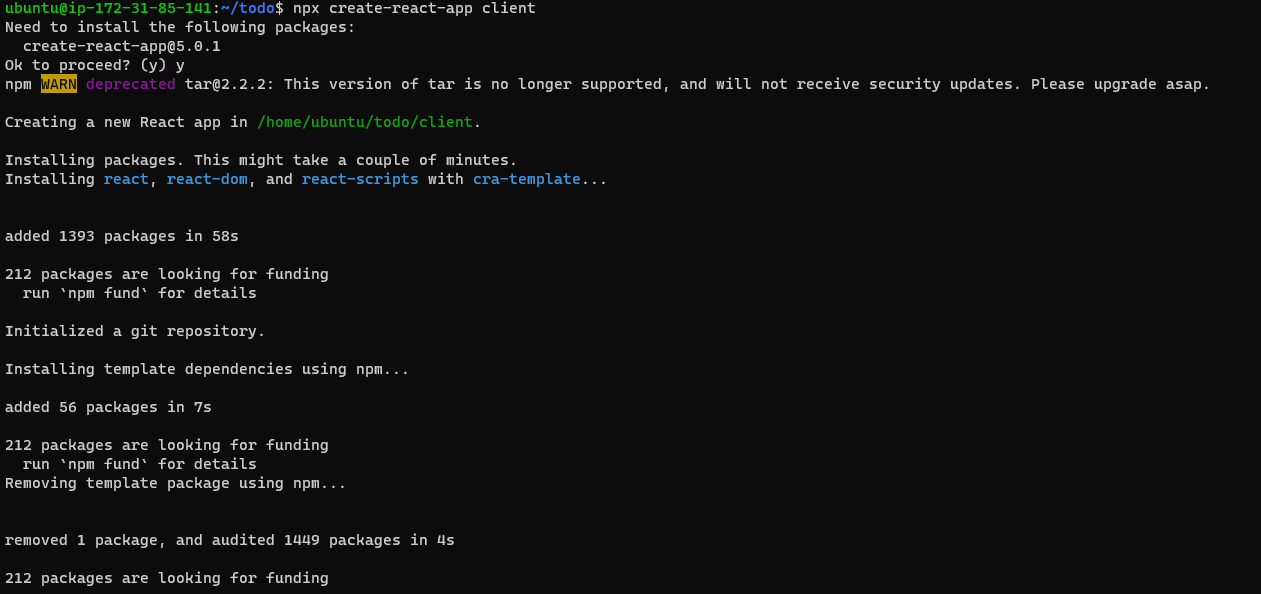 ubuntu@ip-172-31-85-141:~/todo$ npx create-react-app client
Need to install the following packages:
  create-react-app@5.0.1
Ok to proceed? (y) y
npm WARN deprecated tar@2.2.2: This version of tar is no longer supported, and will not receive security updates. Please upgrade asap.
Creating a new React app in /home/ubuntu/todo/client.
Installing packages. This might take a couple of minutes.
Installing react, react-dom, and react-scripts with cra-template...
added 1393 packages in 58s
212 packages are looking for funding
  run `npm fund` for details
Initialized a git repository.
Installing template dependencies using npm...
added 56 packages in 7s
212 packages are looking for funding
  run `npm fund` for details
Removing template package using npm...
removed 1 package, and audited 1449 packages in 4s
212 packages are looking for funding